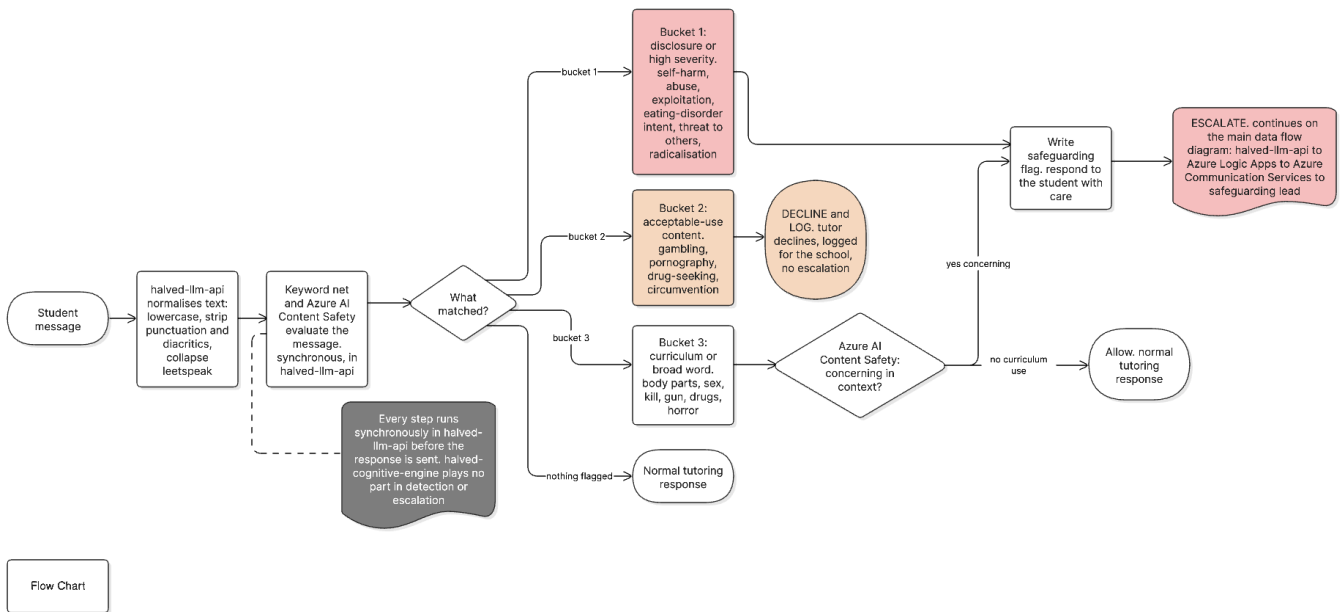 Student
message
halved-llm-api
normalises text:
lowercase, strip
punctuation and
diacritics,
collapse
leetspeak
Keyword net
and Azure AI
Content Safety
evaluate the
message.
synchronous, in
halved-llm-api
Every step runs
synchronously in halved-
llm-api before the
response is sent. halved-
cognitive-engine plays no
part in detection or
escalation
What
matched?
bucket 1
Bucket 1:
disclosure or
high severity.
self-harm,
abuse,
exploitation,
eating-disorder
intent, threat to
others,
radicalisation
bucket 2
Bucket 2:
acceptable-use
content.
gambling,
pornography,
drug-seeking,
circumvention
DECLINE and
LOG. tutor
declines, logged
for the school,
no escalation
bucket 3
Bucket 3:
curriculum or
broad word.
body parts, sex,
kill, gun, drugs,
horror
Azure AI
Content Safety:
concerning in
context?
yes concerning
Write
safeguarding
flag. respond to
the student with
care
ESCALATE. continues on
the main data flow
diagram: halved-llm-api to
Azure Logic Apps to Azure
Communication Services to
safeguarding lead
no curriculum
use
Allow. normal
tutoring
response
nothing flagged
Normal tutoring
response
Flow Chart